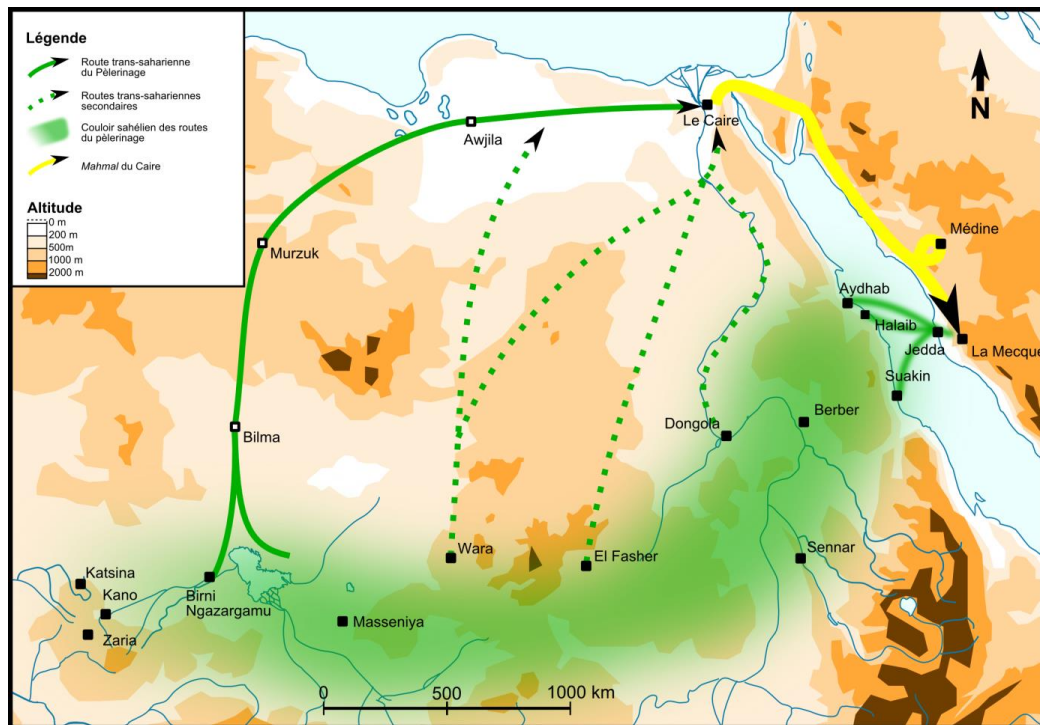 Légende
Route trans-saharienne
du Pèlerinage
Routes trans-sahariennes
secondaires
Couloir sahélien des routes
du pèlerinage
Mahmal du Caire
Altitude
0 m
200 m
500m
1000 m
2000 m
N
Le Caire
Awjila
Murzuk
Médine
Aydhab
Halaib
Jedda
La Mecque
Suakin
Bilma
Dongola
Berber
Wara
El Fasher
Sennar
Katsina
Kano
Zaria
Birni
Ngazargamu
Masseniya
0 500 1000 km